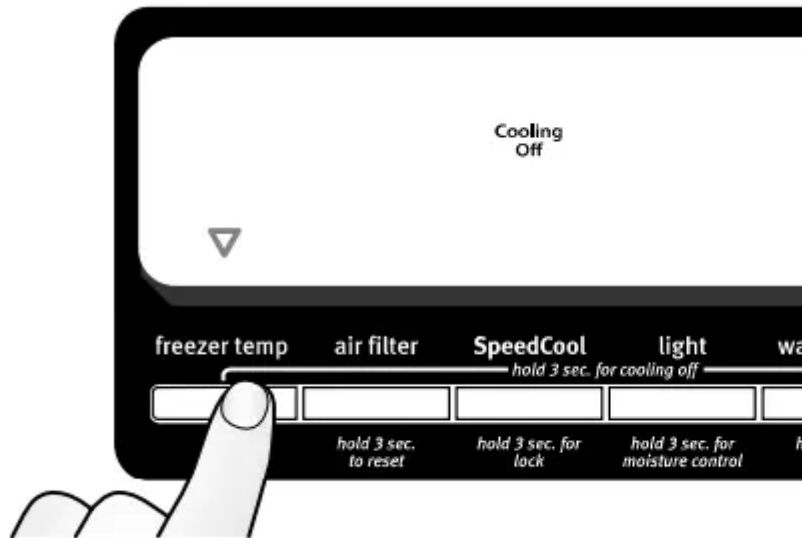 Cooling
Off
freezer temp air filter SpeedCool light wa
hold 3 sec. for cooling off
hold 3 sec. hold 3 sec. for hold 3 sec. for h
to reset lock moisture control